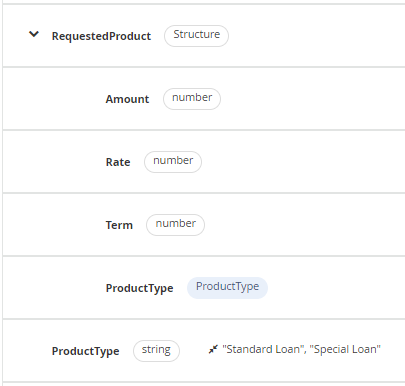 RequestedProduct Structure
Amount number
Rate number
Term number
ProductType ProductType
ProductType string "Standard Loan", "Special Loan"